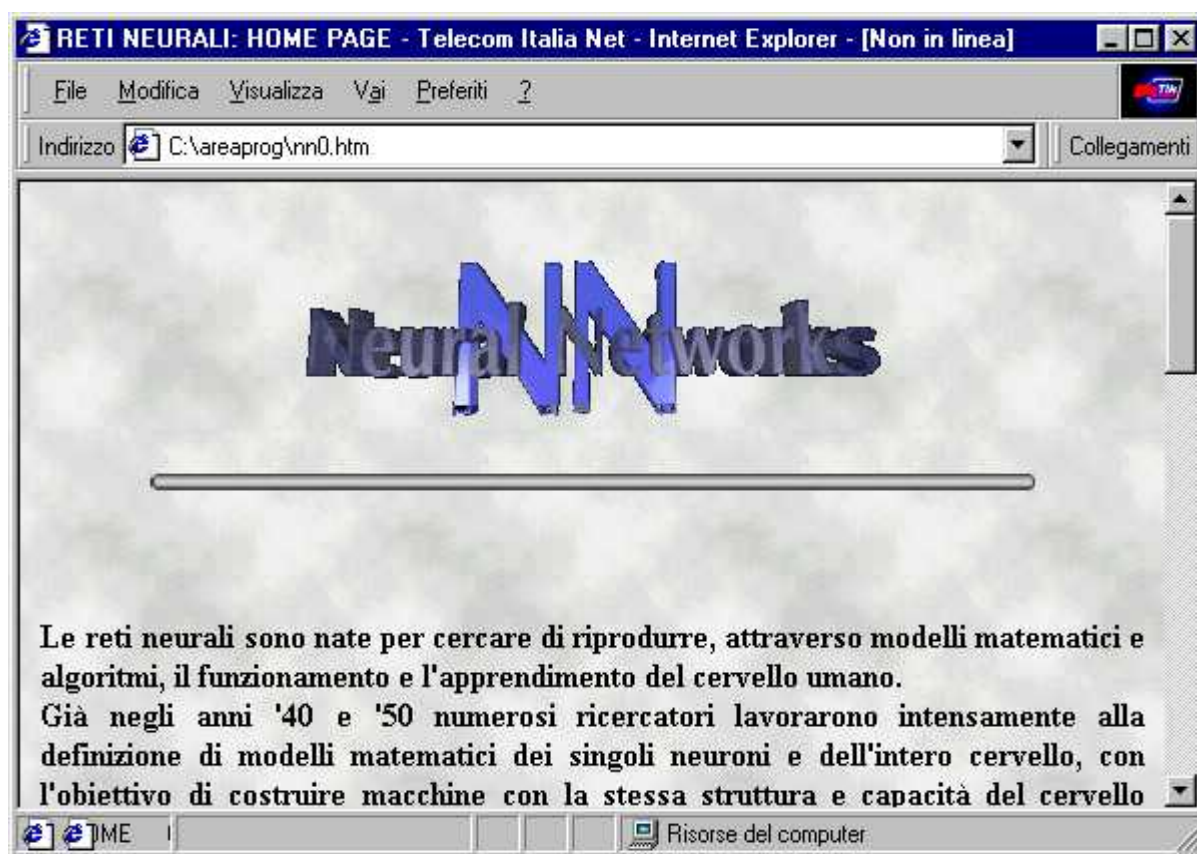 RETI NEURALI: HOME PAGE - Telecom Italia Net - Internet Explorer - [Non in linea]
File Modifica Visualizza Vai Preferiti ?
TIN
Indirizzo C:\areaprog\nn0.htm Collegamenti
NN
Neural Networks
Le reti neurali sono nate per cercare di riprodurre, attraverso modelli matematici e
algoritmi, il funzionamento e l'apprendimento del cervello umano.
Già negli anni '40 e '50 numerosi ricercatori lavorarono intensamente alla
definizione di modelli matematici dei singoli neuroni e dell'intero cervello, con
l'obiettivo di costruire macchine con la stessa struttura e capacità del cervello
Risorse del computer